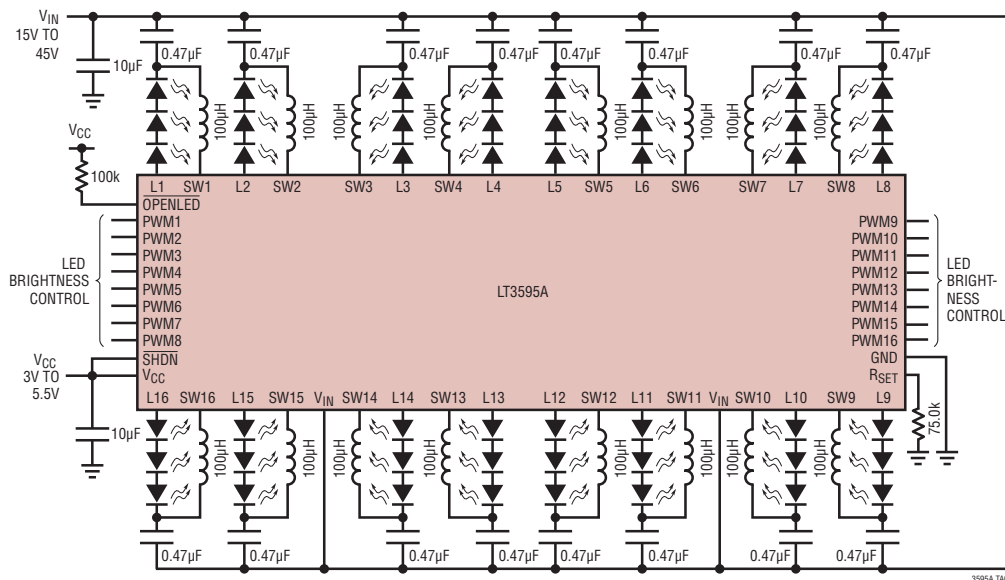 VIN
15V TO
45V
10µF
0.47µF
0.47µF
0.47µF
0.47µF
0.47µF
0.47µF
0.47µF
0.47µF
100µH
100µH
100µH
100µH
100µH
100µH
100µH
100µH
VCC
100k
L1 SW1 L2 SW2 SW3 L3 SW4 L4 L5 SW5 L6 SW6 SW7 L7 SW8 L8
OPENLED
PWM1
PWM2
PWM3
PWM4
PWM5
PWM6
PWM7
PWM8
SHDN
VCC
LED
BRIGHTNESS
CONTROL
LT3595A
PWM9
PWM10
PWM11
PWM12
PWM13
PWM14
PWM15
PWM16
GND
RSET
LED
BRIGHT-
NESS
CONTROL
VCC
3V TO
5.5V
10µF
L16 SW16 L15 SW15 VIN SW14 L14 SW13 L13 L12 SW12 L11 SW11 VIN SW10 L10 SW9 L9
75.0k
100µH
100µH
100µH
100µH
100µH
100µH
100µH
100µH
0.47µF
0.47µF
0.47µF
0.47µF
0.47µF
0.47µF
0.47µF
0.47µF